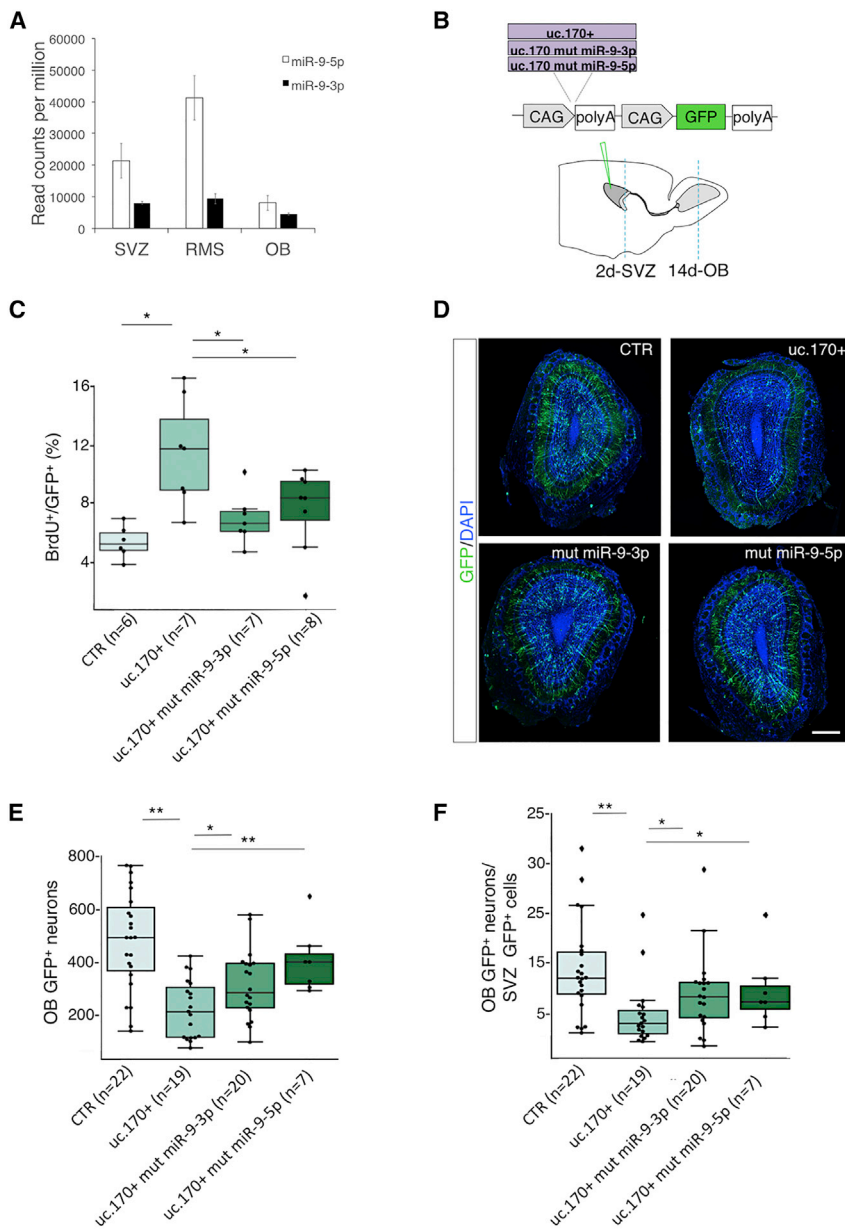 A
Read counts per million
60000
50000
40000
30000
20000
10000
0
miR-9-5p
miR-9-3p
SVZ
RMS
OB
B
uc.170+
uc.170 mut miR-9-3p
uc.170 mut miR-9-5p
CAG
polyA
CAG
GFP
polyA
2d-SVZ
14d-OB
C
BrdU⁺/GFP⁺ (%)
16
12
8
4
*
*
*
CTR (n=6)
uc.170+ (n=7)
uc.170+ mut miR-9-3p (n=7)
uc.170+ mut miR-9-5p (n=8)
D
GFP/DAPI
CTR
uc.170+
mut miR-9-3p
mut miR-9-5p
E
OB GFP⁺ neurons
800
600
400
200
**
*
**
CTR (n=22)
uc.170+ (n=19)
uc.170+ mut miR-9-3p (n=20)
uc.170+ mut miR-9-5p (n=7)
F
OB GFP⁺ neurons/
SVZ GFP⁺ cells
25
30
25
15
5
**
*
*
CTR (n=22)
uc.170+ (n=19)
uc.170+ mut miR-9-3p (n=20)
uc.170+ mut miR-9-5p (n=7)